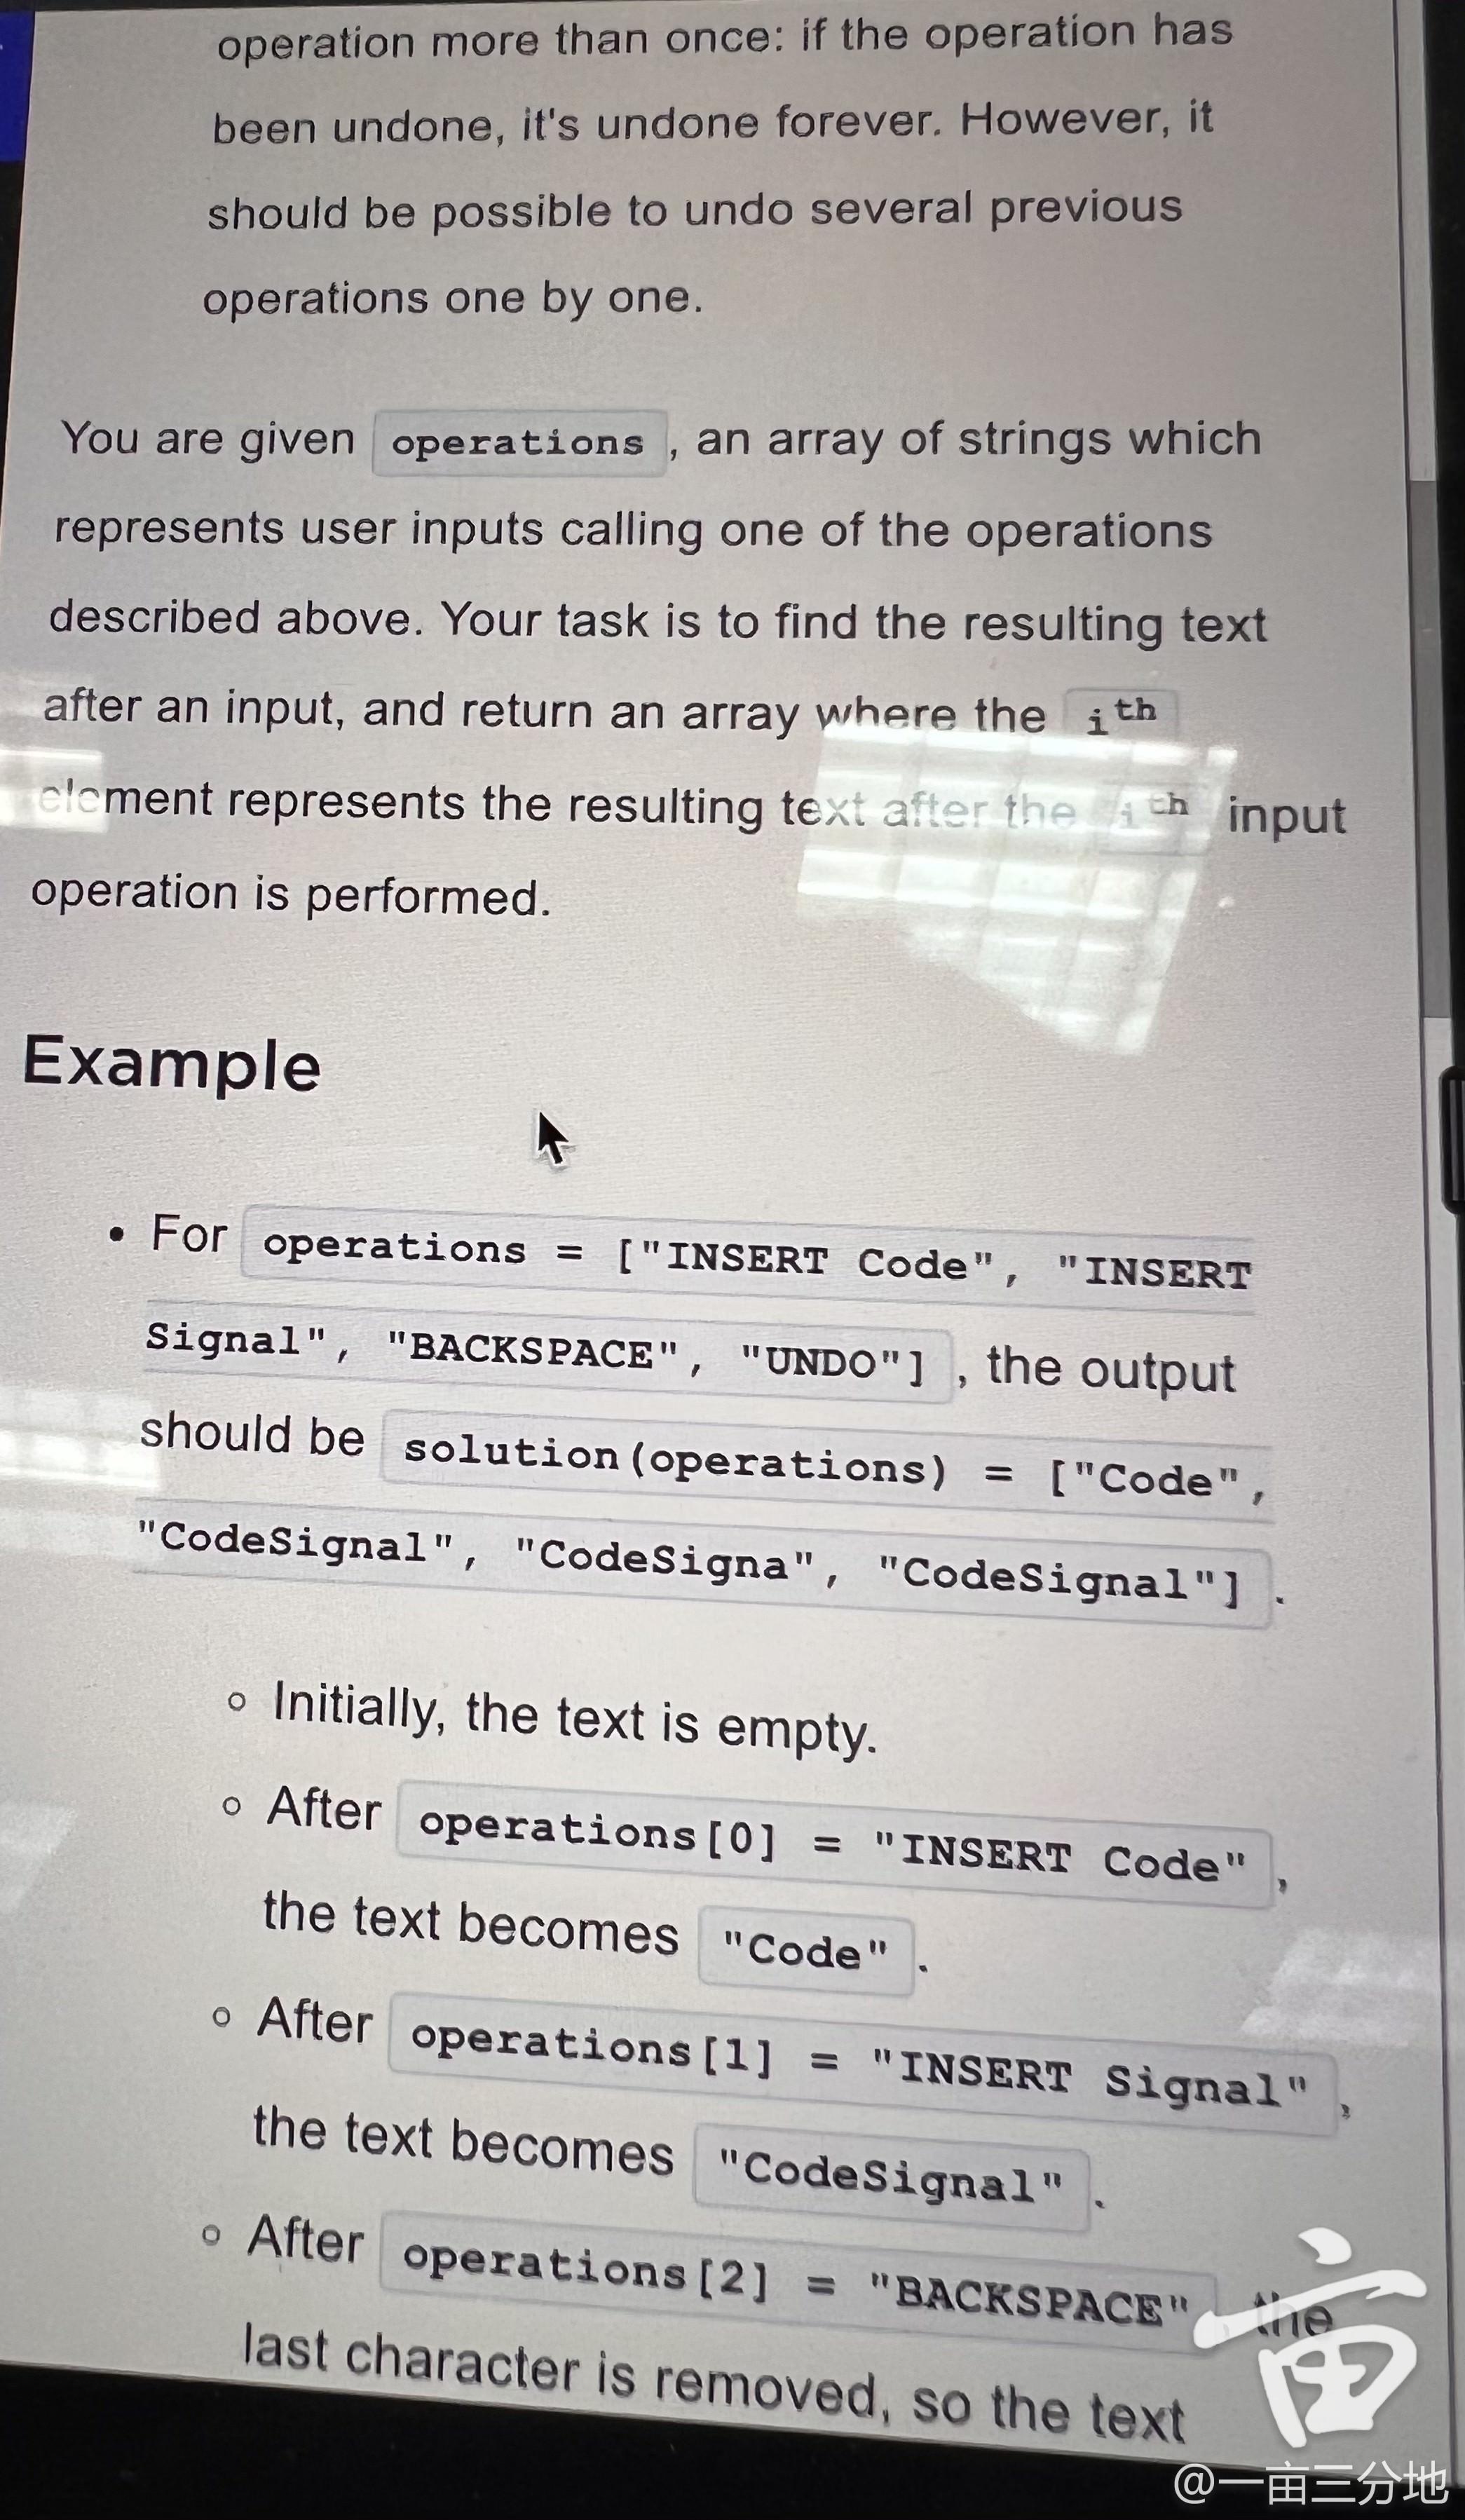 operation more than once: if the operation has
been undone, it's undone forever. However, it
should be possible to undo several previous
operations one by one.
You are given operations , an array of strings which
represents user inputs calling one of the operations
described above. Your task is to find the resulting text
after an input, and return an array where the i^th
element represents the resulting text after the i^th input
operation is performed.
Example
• For operations = ["INSERT Code", "INSERT
Signal", "BACKSPACE", "UNDO"] , the output
should be solution(operations) = ["Code",
"CodeSignal", "CodeSigna", "CodeSignal"] .
○ Initially, the text is empty.
○ After operations[0] = "INSERT Code" ,
the text becomes "Code" .
○ After operations[1] = "INSERT Signal" ,
the text becomes "CodeSignal" .
○ After operations[2] = "BACKSPACE" , the
last character is removed, so the text
亩
@一亩三分地